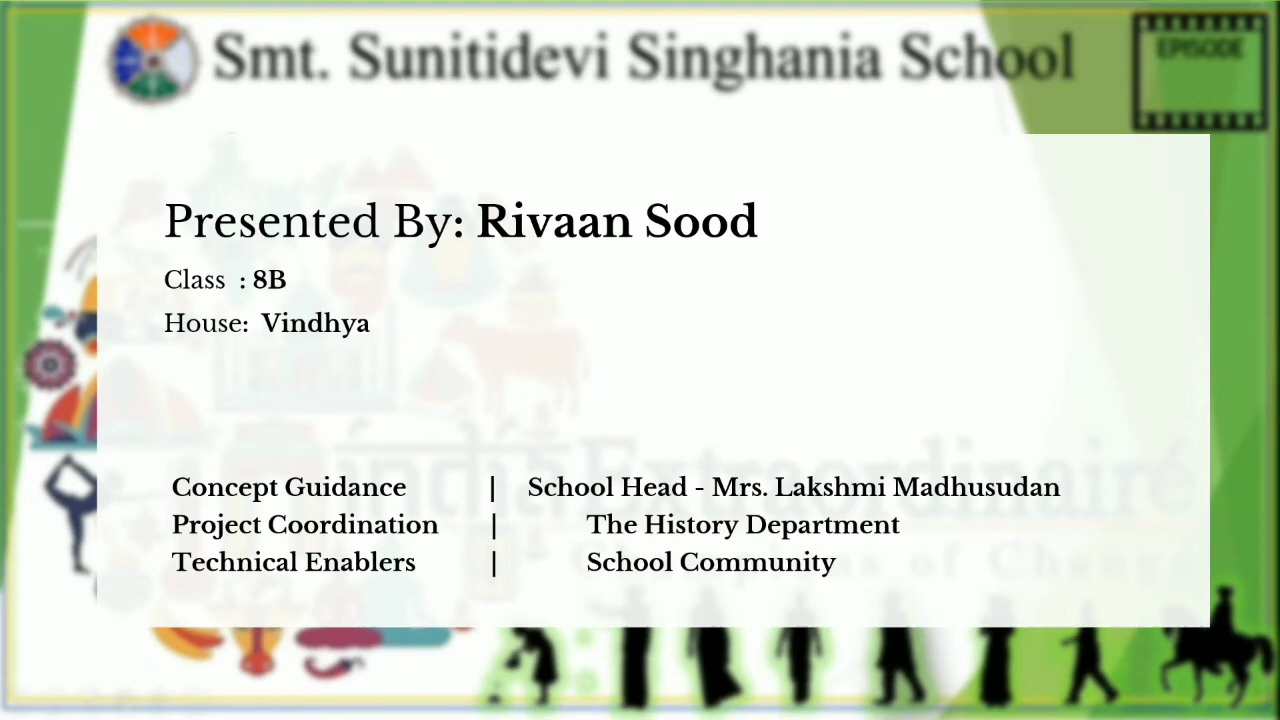 Smt. Sunitidevi Singhania School
EPISODE
Presented By: Rivaan Sood
Class : 8B
House: Vindhya
Concept Guidance | School Head - Mrs. Lakshmi Madhusudan
Project Coordination | The History Department
Technical Enablers | School Community